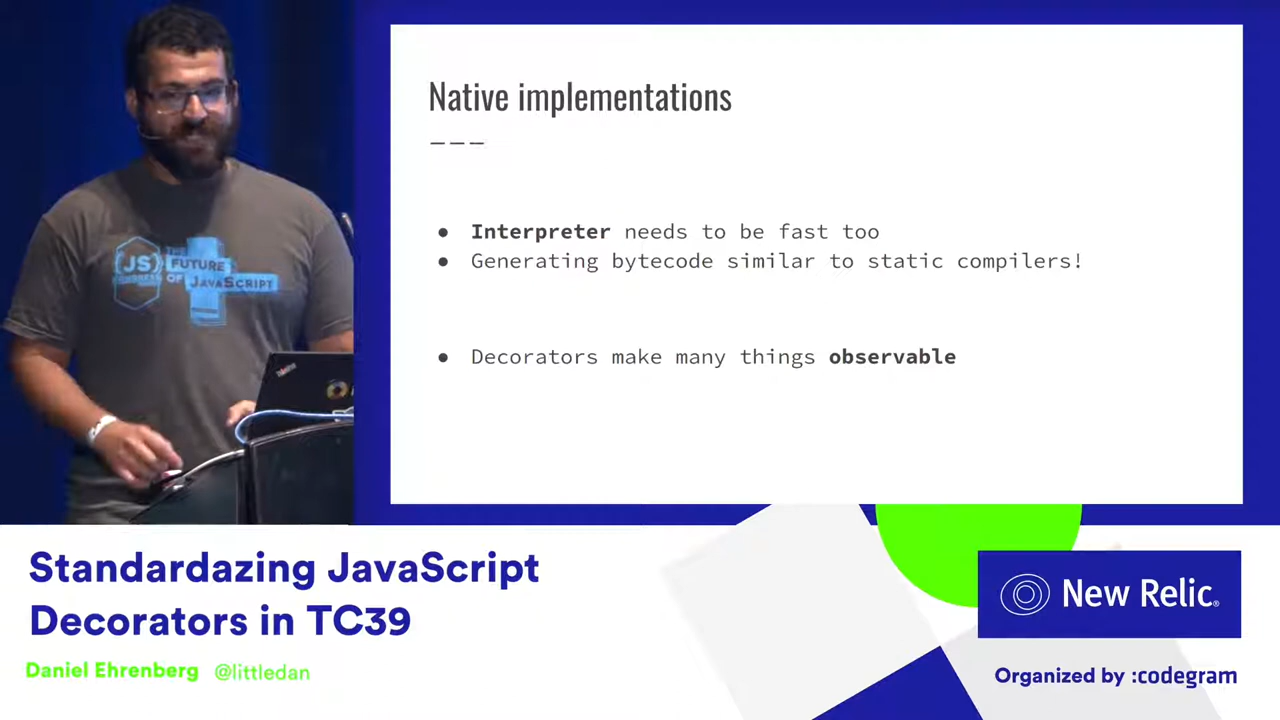 Native implementations
———
● Interpreter needs to be fast too
● Generating bytecode similar to static compilers!
● Decorators make many things observable
JS
THE
FUTURE
OF JAVASCRIPT
Standardazing JavaScript
Decorators in TC39
Daniel Ehrenberg @littledan
New Relic®
Organized by :codegram